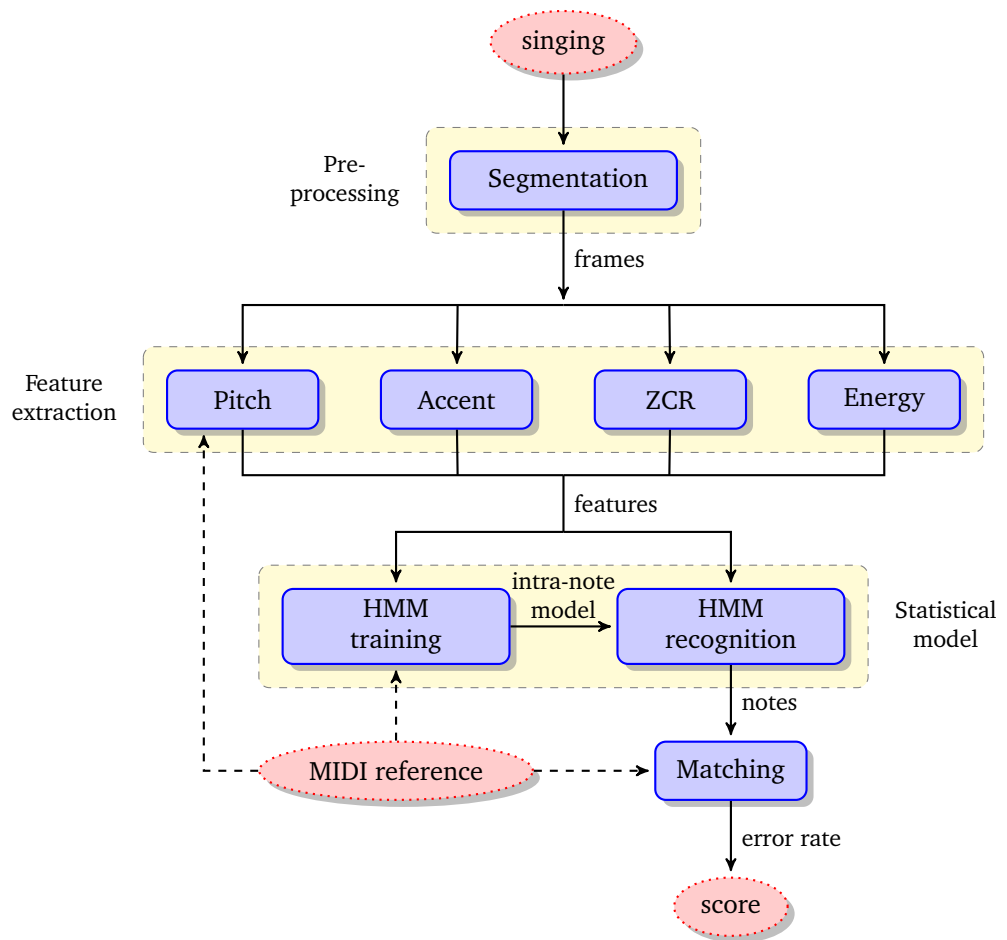 singing
Pre-
processing
Segmentation
frames
Feature
extraction
Pitch
Accent
ZCR
Energy
features
HMM
training
intra-note
model
HMM
recognition
Statistical
model
notes
MIDI reference
Matching
error rate
score